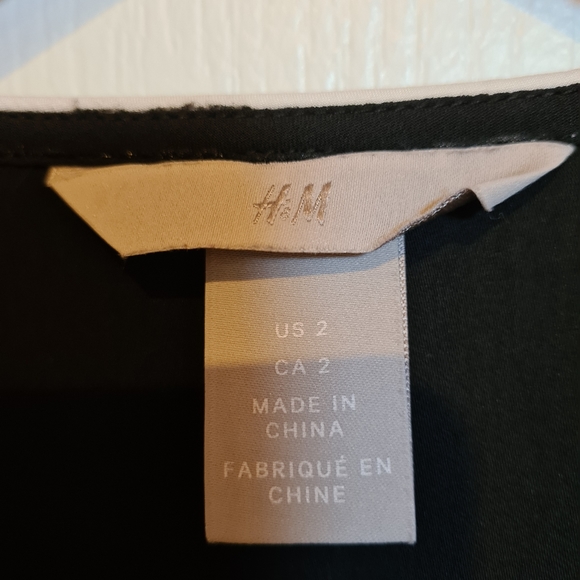 H&M
US 2
CA 2
MADE IN
CHINA
FABRIQUÉ EN
CHINE